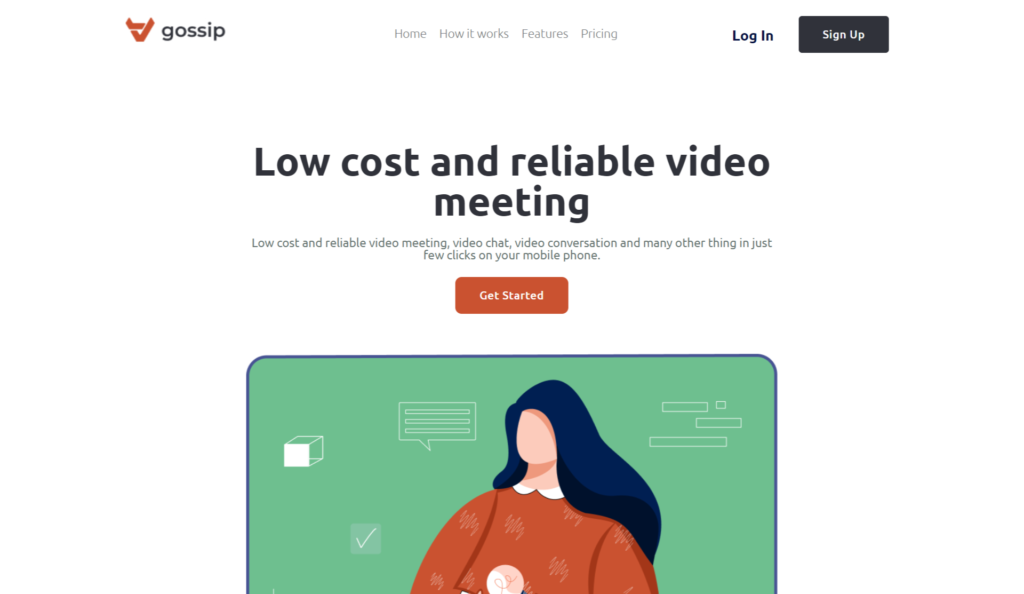 gossip
Home How it works Features Pricing
Log In
Sign Up
Low cost and reliable video
meeting
Low cost and reliable video meeting, video chat, video conversation and many other thing in just
few clicks on your mobile phone.
Get Started